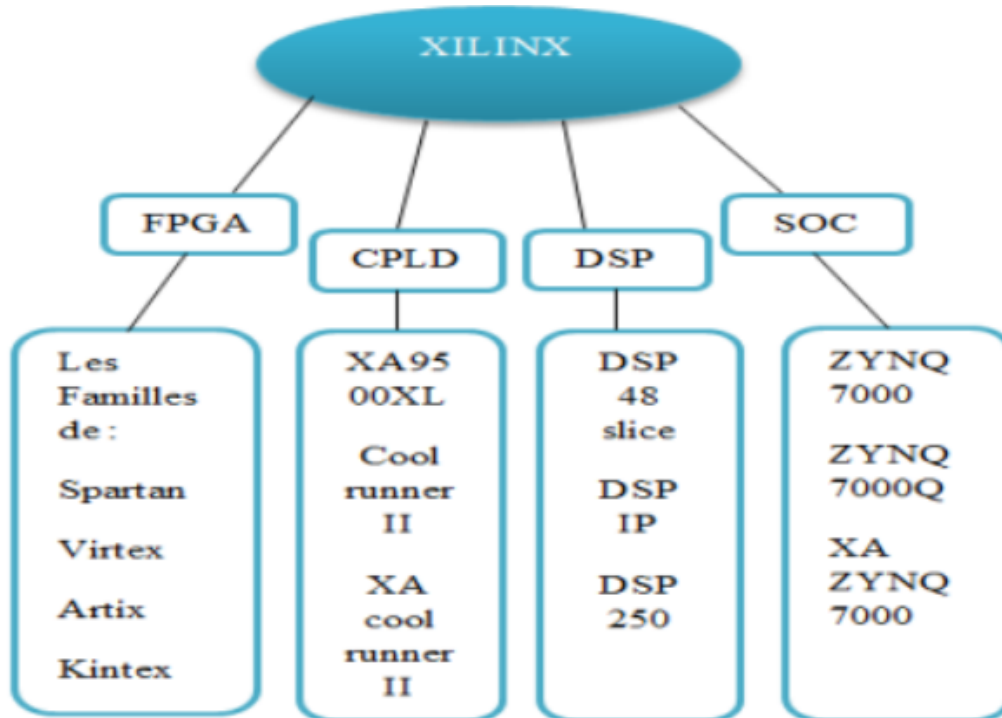 XILINX
FPGA
CPLD
DSP
SOC
Les
Familles
de :
Spartan
Virtex
Artix
Kintex
XA95
00XL
Cool
runner
II
XA
cool
runner
II
DSP
48
slice
DSP
IP
DSP
250
ZYNQ
7000
ZYNQ
7000Q
XA
ZYNQ
7000